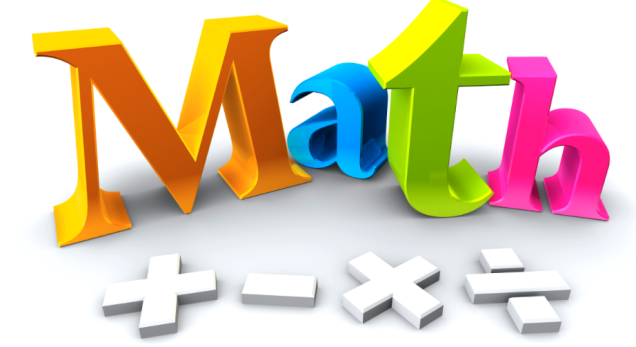 Math
+ - × ÷